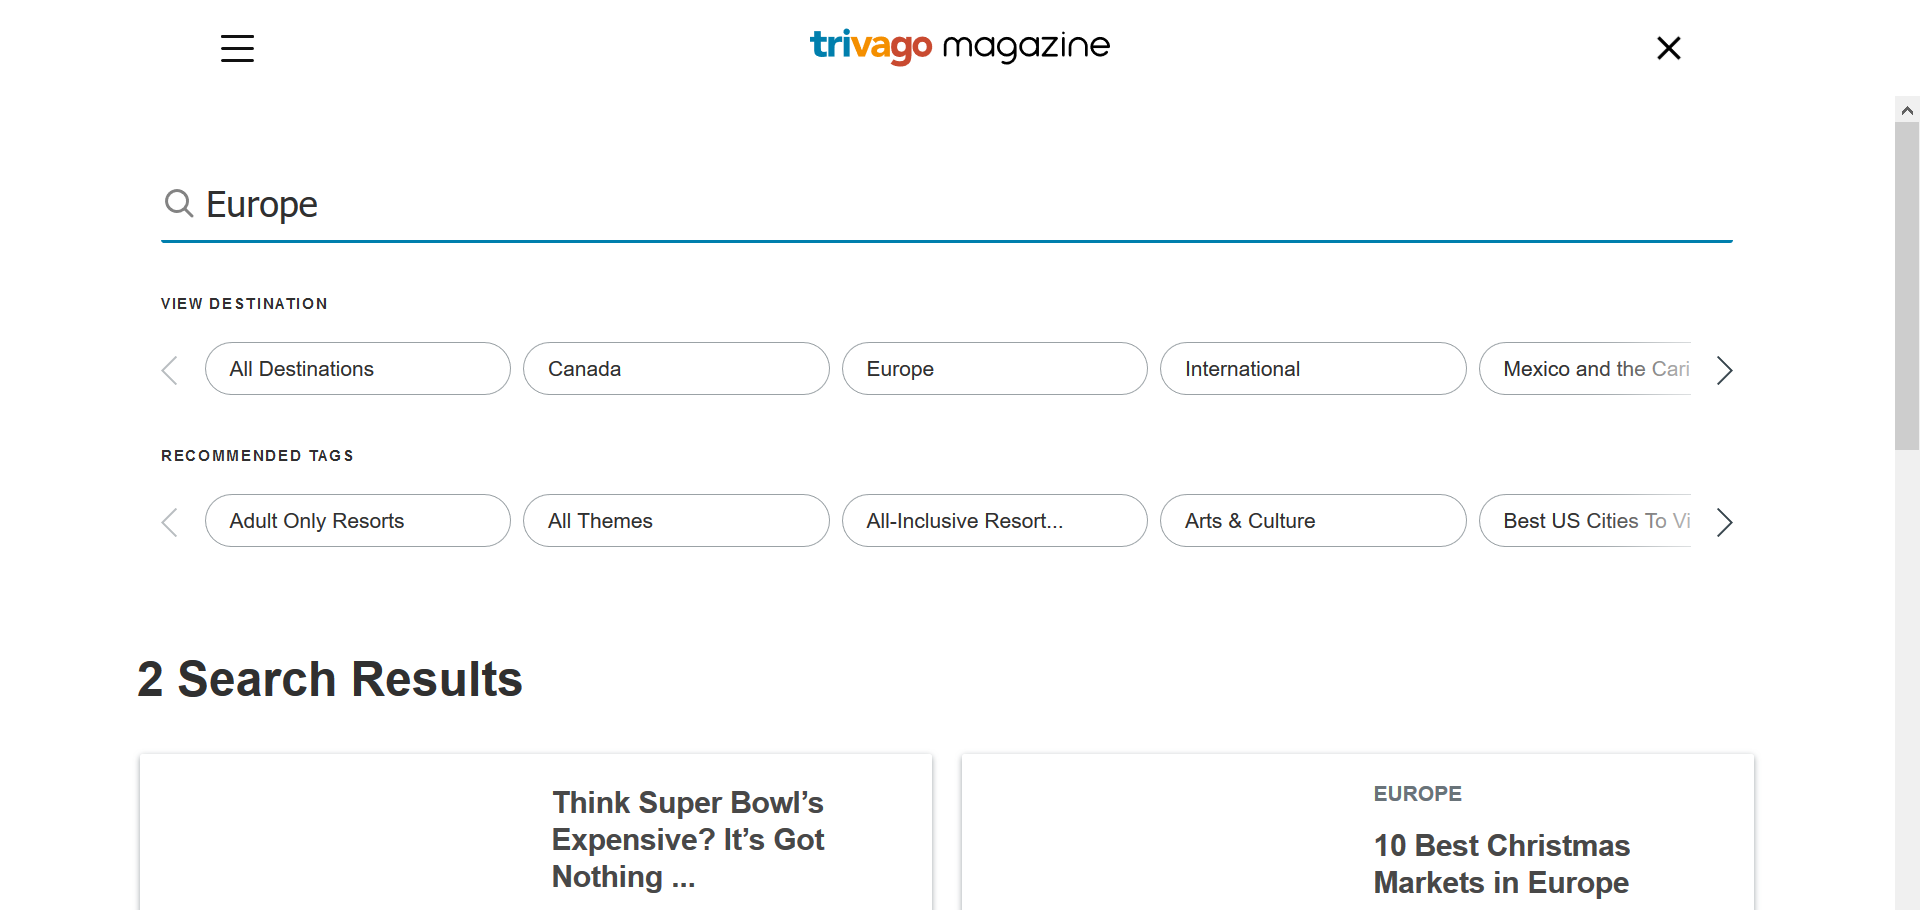 trivago magazine
Europe
VIEW DESTINATION
All Destinations
Canada
Europe
International
Mexico and the Cari
RECOMMENDED TAGS
Adult Only Resorts
All Themes
All-Inclusive Resort...
Arts & Culture
Best US Cities To Vi
2 Search Results
Think Super Bowl’s
Expensive? It’s Got
Nothing ...
EUROPE
10 Best Christmas
Markets in Europe